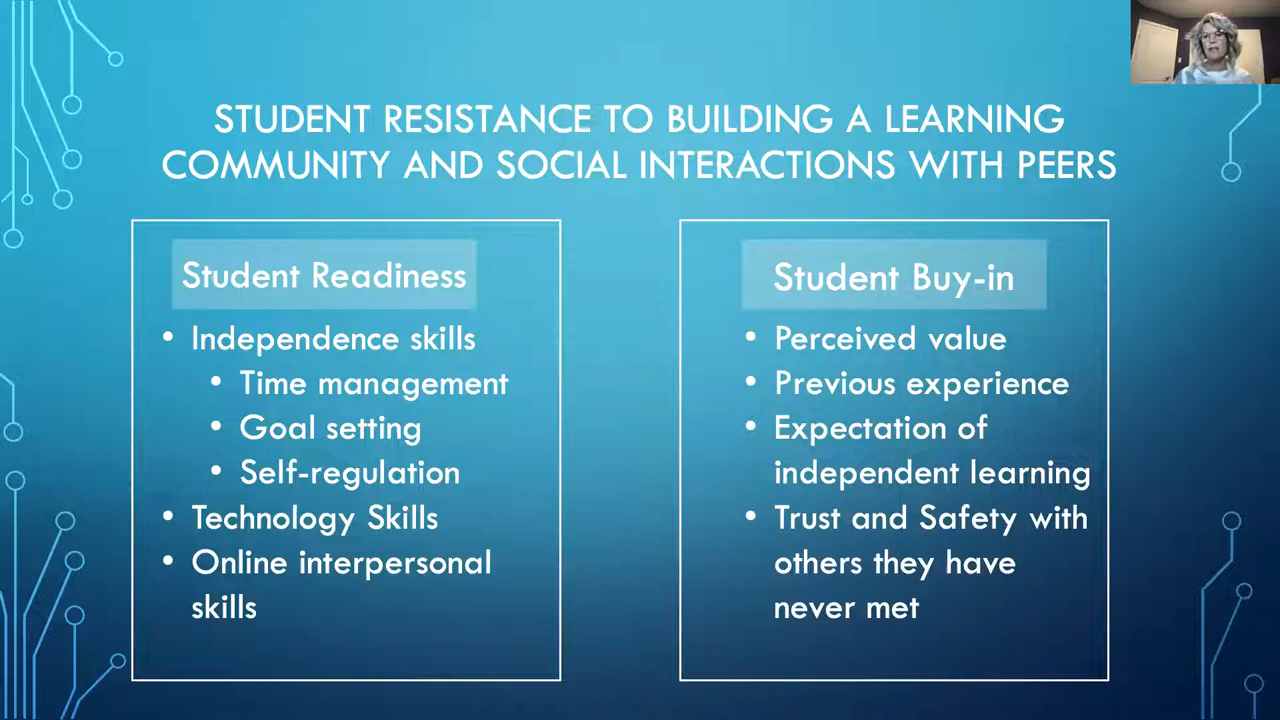 STUDENT RESISTANCE TO BUILDING A LEARNING
COMMUNITY AND SOCIAL INTERACTIONS WITH PEERS
Student Readiness
• Independence skills
• Time management
• Goal setting
• Self-regulation
• Technology Skills
• Online interpersonal
skills
Student Buy-in
• Perceived value
• Previous experience
• Expectation of
independent learning
• Trust and Safety with
others they have
never met